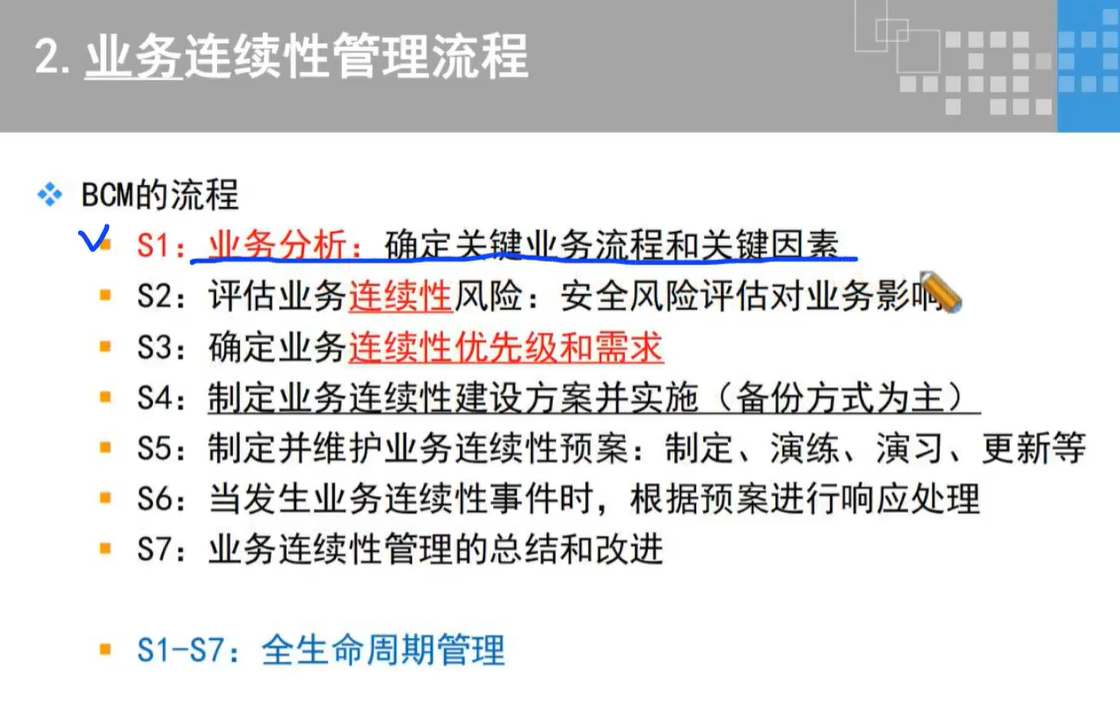 2.业务连续性管理流程
BCM的流程
S1：业务分析：确定关键业务流程和关键因素
S2：评估业务连续性风险：安全风险评估对业务影响
S3：确定业务连续性优先级和需求
S4：制定业务连续性建设方案并实施（备份方式为主）
S5：制定并维护业务连续性预案：制定、演练、演习、更新等
S6：当发生业务连续性事件时，根据预案进行响应处理
S7：业务连续性管理的总结和改进
S1-S7：全生命周期管理